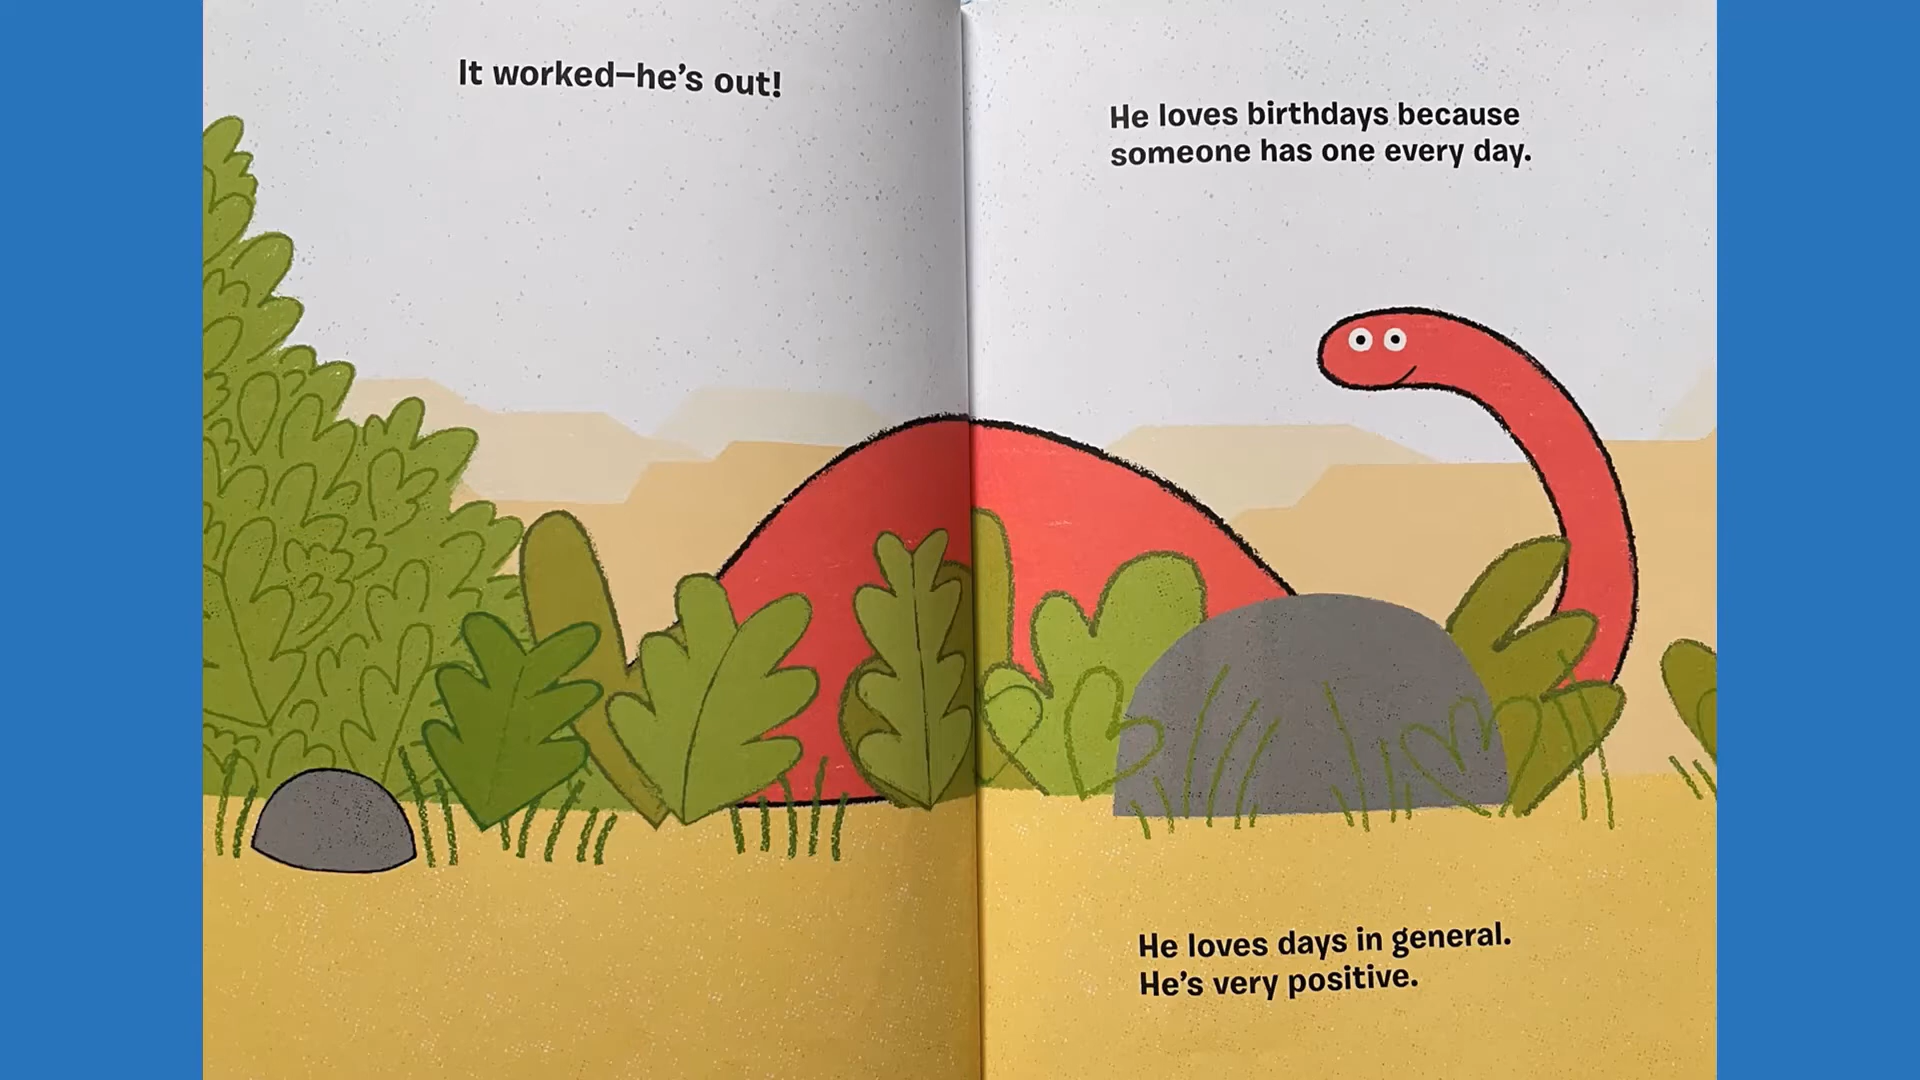 It worked—he's out!
He loves birthdays because
someone has one every day.
He loves days in general.
He's very positive.